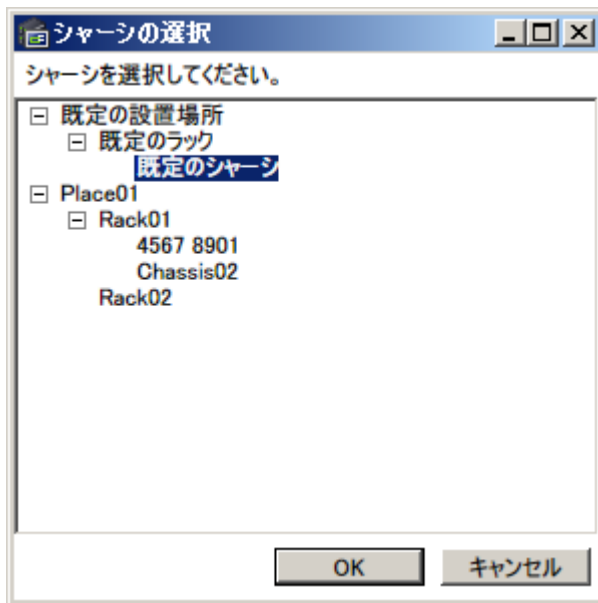 シャーシの選択
シャーシを選択してください。
既定の設置場所
既定のラック
既定のシャーシ
Place01
Rack01
4567 8901
Chassis02
Rack02
OK キャンセル